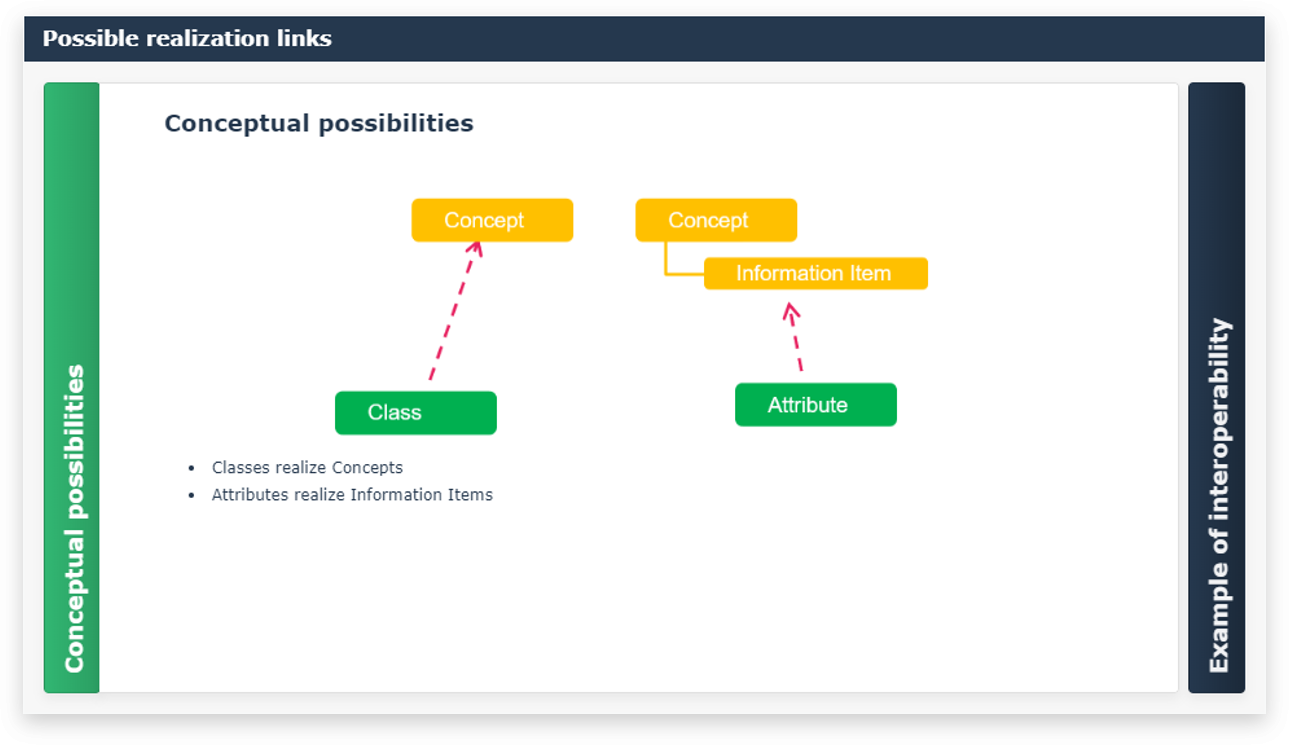 Possible realization links
Conceptual possibilities
Conceptual possibilities
Concept
Concept
Information Item
Class
Attribute
• Classes realize Concepts
• Attributes realize Information Items
Example of interoperability